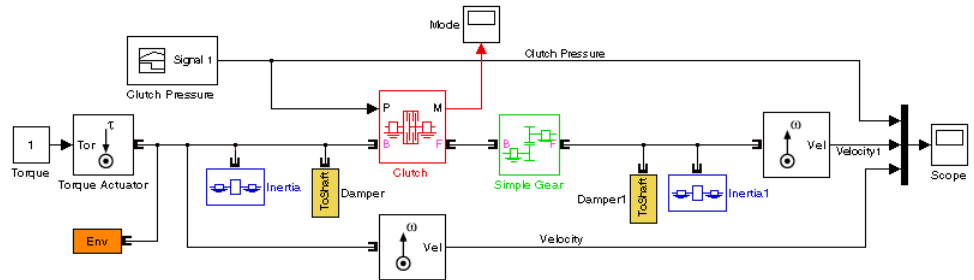 Mode
Signal 1
Clutch Pressure
Clutch Pressure
P
M
B
F
Clutch
B
F
Simple Gear
1
Torque
Tor
τ
Torque Actuator
Inertia
ToShaft
Damper
Damper1
ToShaft
Inertia1
ω
Vel
Velocity1
Scope
Env
ω
Vel
Velocity